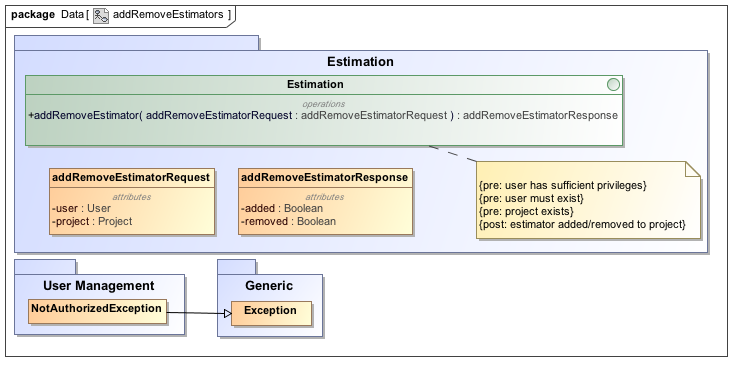 package Data[ addRemoveEstimators ]
Estimation
Estimation
operations
+addRemoveEstimator( addRemoveEstimatorRequest : addRemoveEstimatorRequest ) : addRemoveEstimatorResponse
addRemoveEstimatorRequest
attributes
-user : User
-project : Project
addRemoveEstimatorResponse
attributes
-added : Boolean
-removed : Boolean
{pre: user has sufficient privileges}
{pre: user must exist}
{pre: project exists}
{post: estimator added/removed to project}
User Management
NotAuthorizedException
Generic
Exception